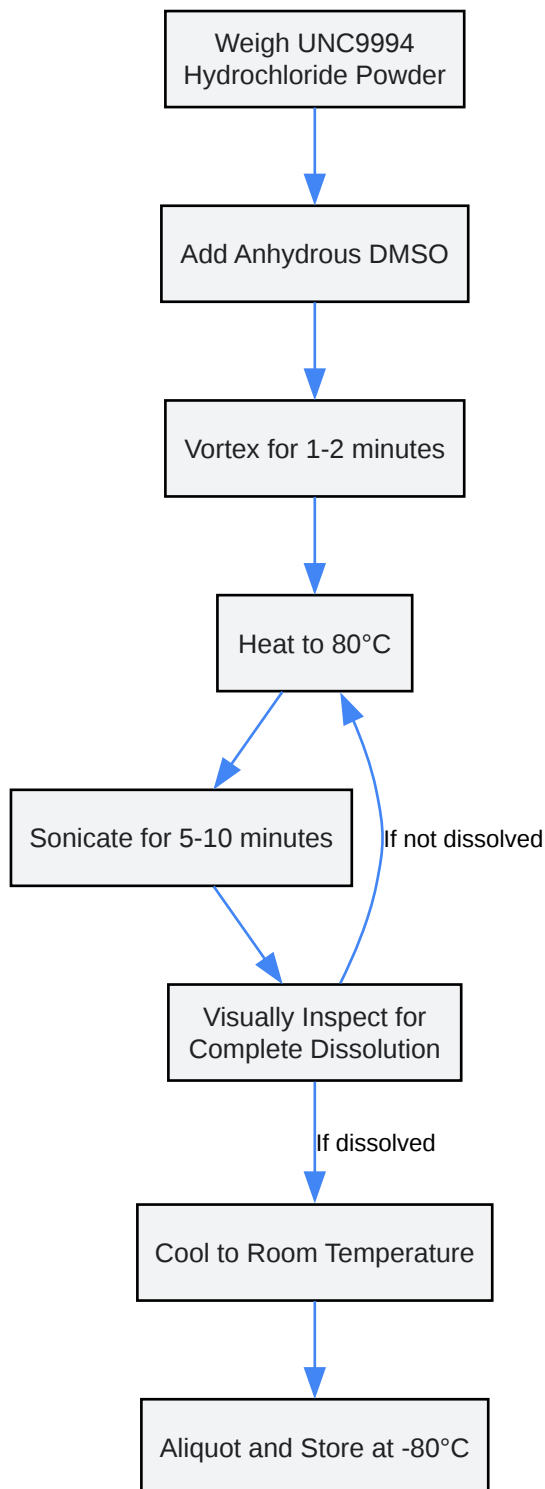 Weigh UNC9994
Hydrochloride Powder
Add Anhydrous DMSO
Vortex for 1-2 minutes
Heat to 80°C
Sonicate for 5-10 minutes
If not dissolved
Visually Inspect for
Complete Dissolution
If dissolved
Cool to Room Temperature
Aliquot and Store at -80°C